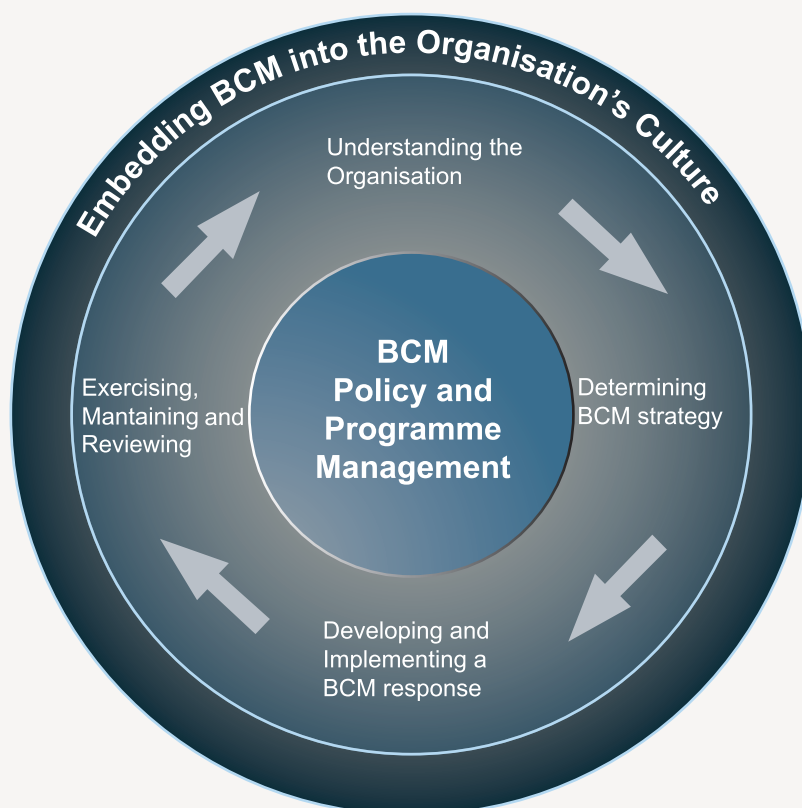 Embedding BCM into the Organisation's Culture
Understanding the
Organisation
Determining
BCM strategy
Developing and
Implementing a
BCM response
Exercising,
Mantaining and
Reviewing
BCM
Policy and
Programme
Management